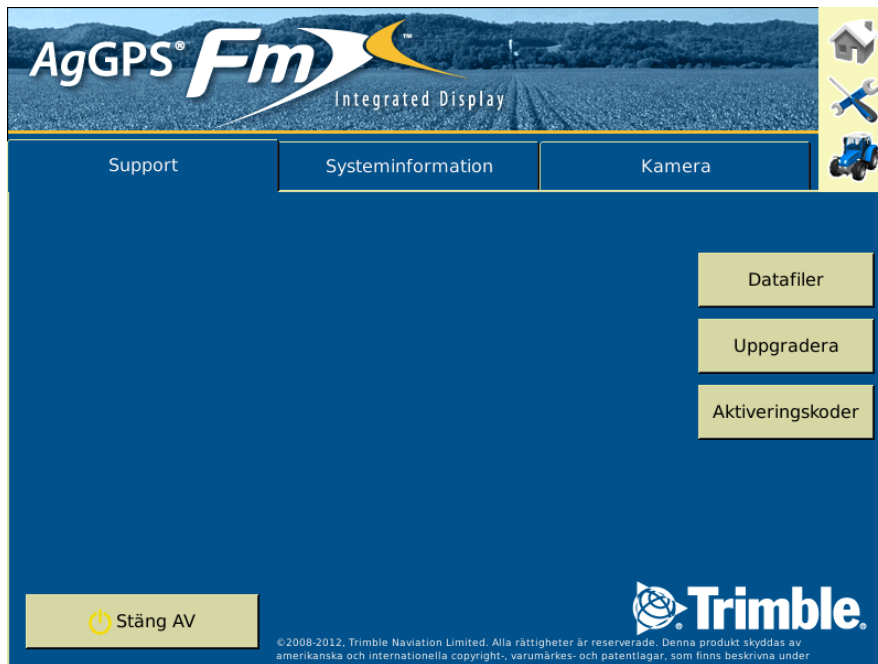 AgGPS® FmX™
Integrated Display
Support
Systeminformation
Kamera
Datafiler
Uppgradera
Aktiveringskoder
Stäng AV
Trimble.
©2008-2012, Trimble Naviation Limited. Alla rättigheter är reserverade. Denna produkt skyddas av
amerikanska och internationella copyright-, varumärkes- och patentlagar, som finns beskrivna under